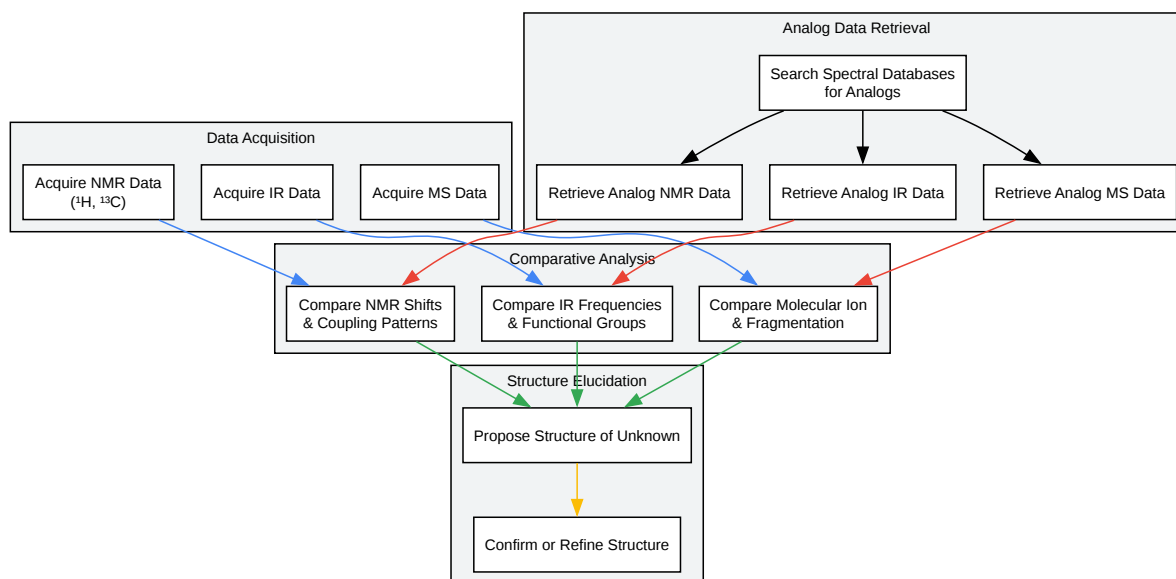 Analog Data Retrieval
Search Spectral Databases
for Analogs
Data Acquisition
Acquire NMR Data
(¹H, ¹³C)
Acquire IR Data
Acquire MS Data
Retrieve Analog NMR Data
Retrieve Analog IR Data
Retrieve Analog MS Data
Comparative Analysis
Compare NMR Shifts
& Coupling Patterns
Compare IR Frequencies
& Functional Groups
Compare Molecular Ion
& Fragmentation
Structure Elucidation
Propose Structure of Unknown
Confirm or Refine Structure